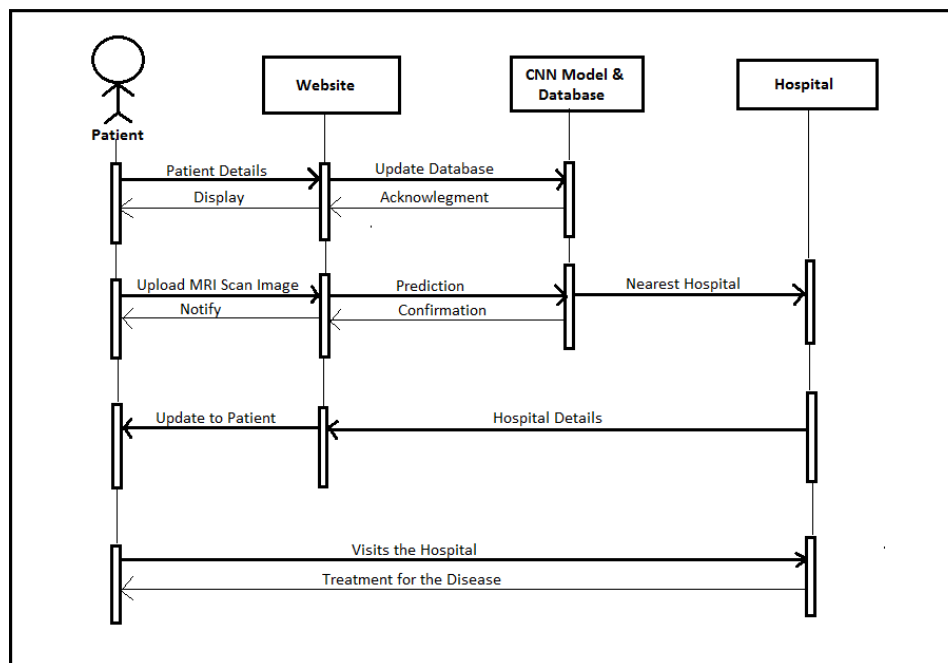 CNN Model &
Database
Website
Hospital
Patient
Patient Details
Update Database
Display
Acknowlegment
Upload MRI Scan Image
Prediction
Nearest Hospital
Notify
Confirmation
Update to Patient
Hospital Details
Visits the Hospital
Treatment for the Disease